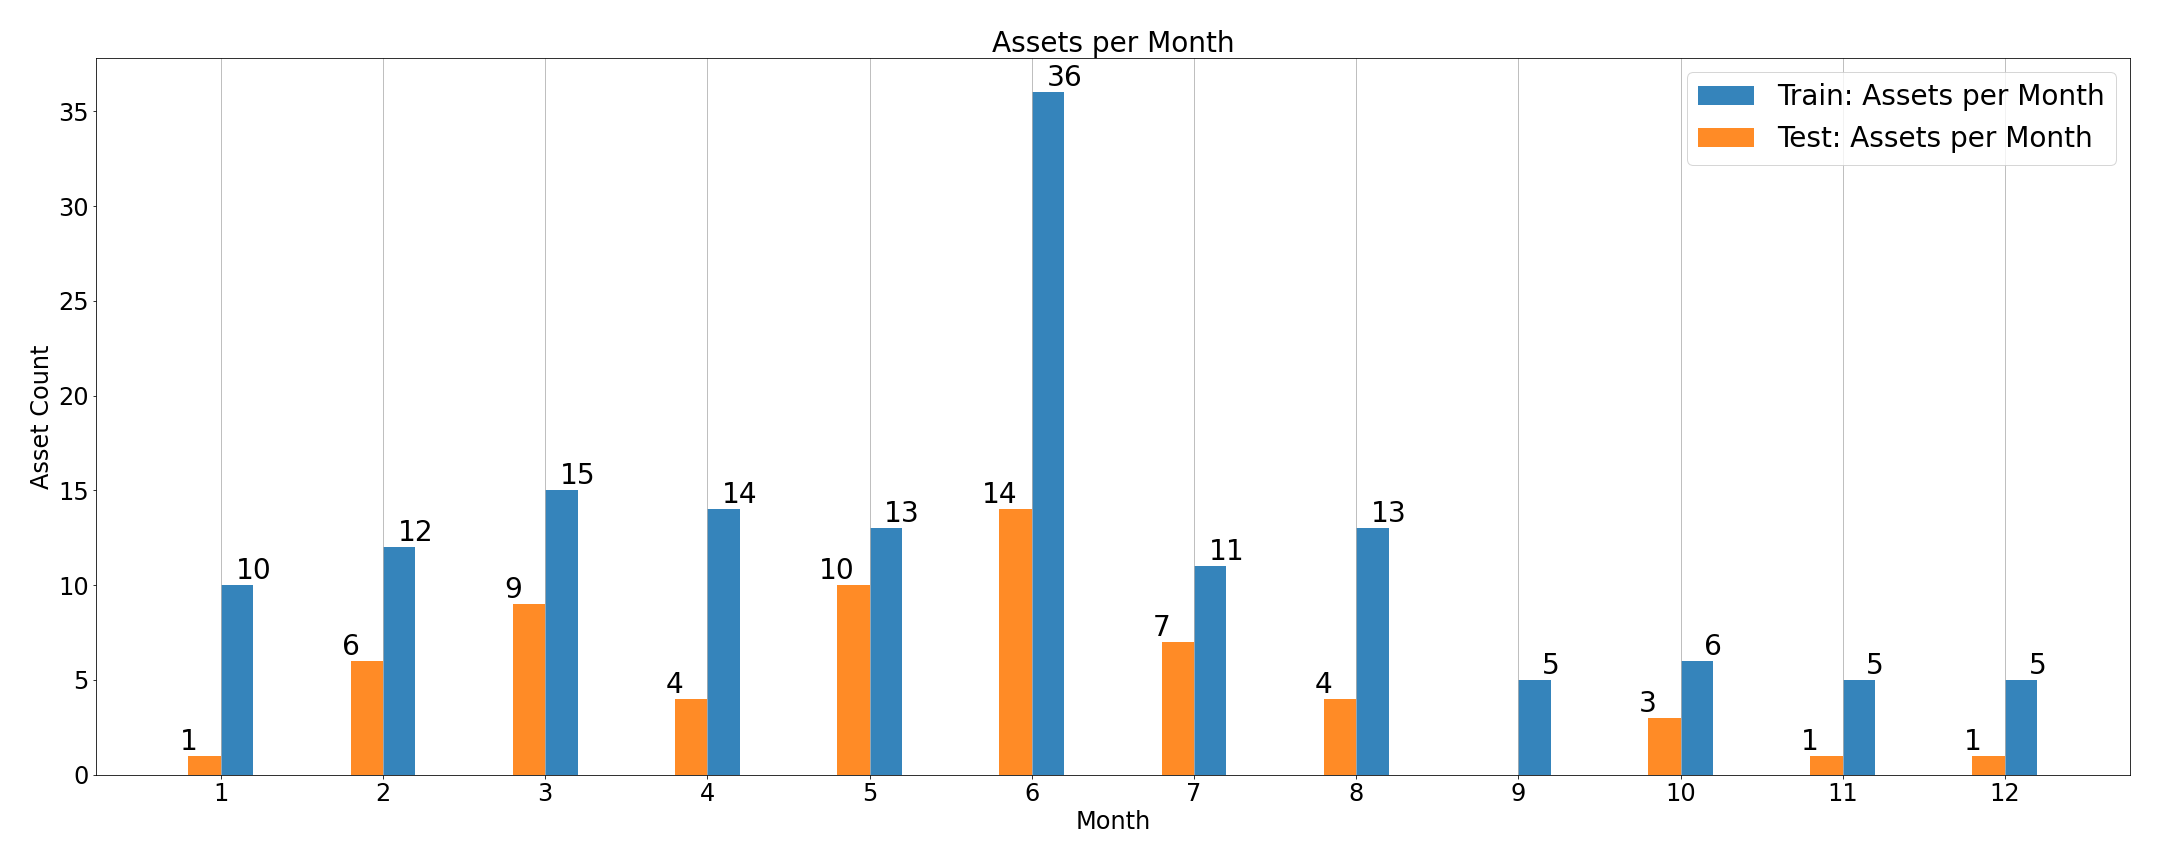 Assets per Month
Train: Assets per Month
Test: Assets per Month
Asset Count
35
30
25
20
15
10
5
0
1 10 6 12 9 15 4 14 10 13 14 36 7 11 4 13 5 3 6 1 5 1 5
1 2 3 4 5 6 7 8 9 10 11 12
Month